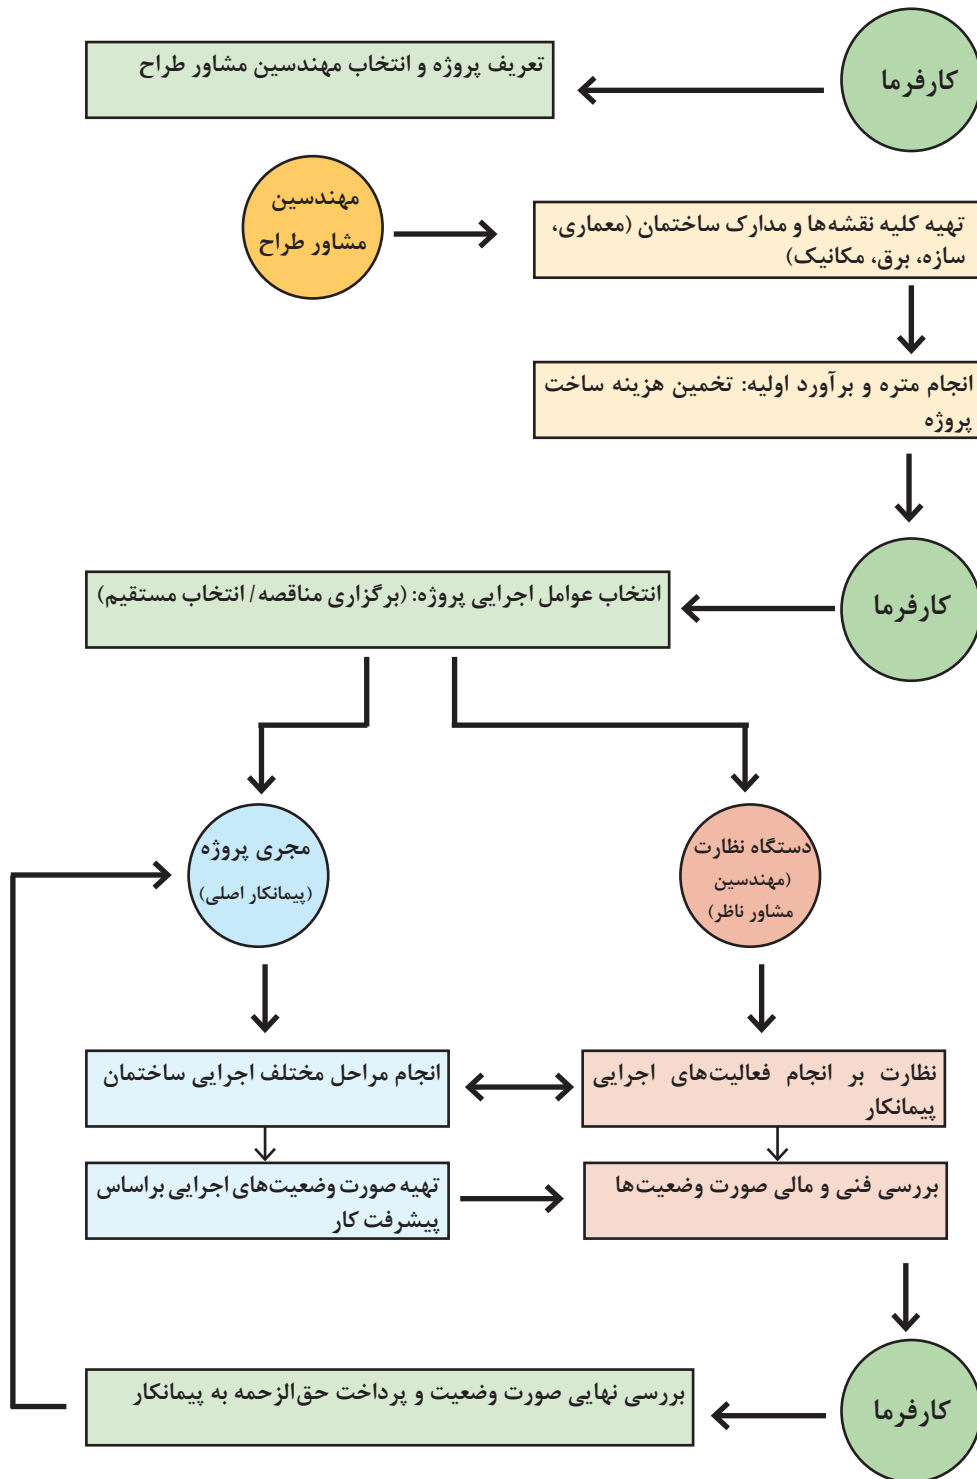 کارفرما
تعریف پروژه و انتخاب مهندسین مشاور طراح
مهندسین
مشاور طراح
تهیه کلیه نقشه‌ها و مدارک ساختمان (معماری،
سازه، برق، مکانیک)
انجام متره و برآورد اولیه: تخمین هزینه ساخت
پروژه
کارفرما
انتخاب عوامل اجرایی پروژه: (برگزاری مناقصه/ انتخاب مستقیم)
دستگاه نظارت
(مهندسین
مشاور ناظر)
مجری پروژه
(پیمانکار اصلی)
نظارت بر انجام فعالیت‌های اجرایی
پیمانکار
انجام مراحل مختلف اجرایی ساختمان
بررسی فنی و مالی صورت وضعیت‌ها
تهیه صورت وضعیت‌های اجرایی براساس
پیشرفت کار
کارفرما
بررسی نهایی صورت وضعیت و پرداخت حق‌الزحمه به پیمانکار